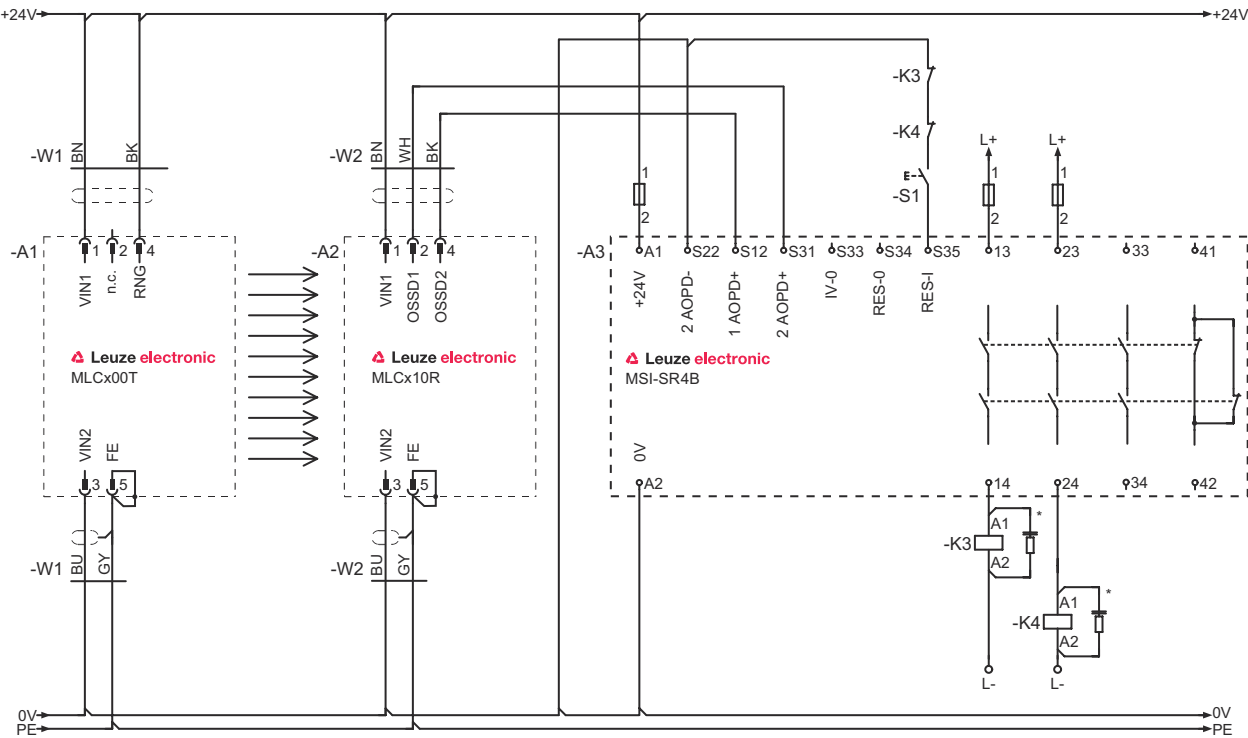 +24V +24V
-K3
-K4
-S1
-W1 BN BK
-W2 BN WH BK
L+ L+
1 1 1
2 2 2
-A1 1 2 4
VIN1 n.c. RNG
-A2 1 2 4
VIN1 OSSD1 OSSD2
-A3 A1 S22 S12 S31 S33 S34 S35 13 23 33 41
+24V 2 AOPD- 1 AOPD+ 2 AOPD+ IV-0 RES-0 RES-I
Leuze electronic
MLCx00T
Leuze electronic
MLCx10R
Leuze electronic
MSI-SR4B
VIN2 FE
3 5
VIN2 FE
3 5
0V
A2 14 24 34 42
-W1 BU GY
-W2 BU GY
-K3 A1 *
A2
-K4 A1 *
A2
L- L-
0V 0V
PE PE